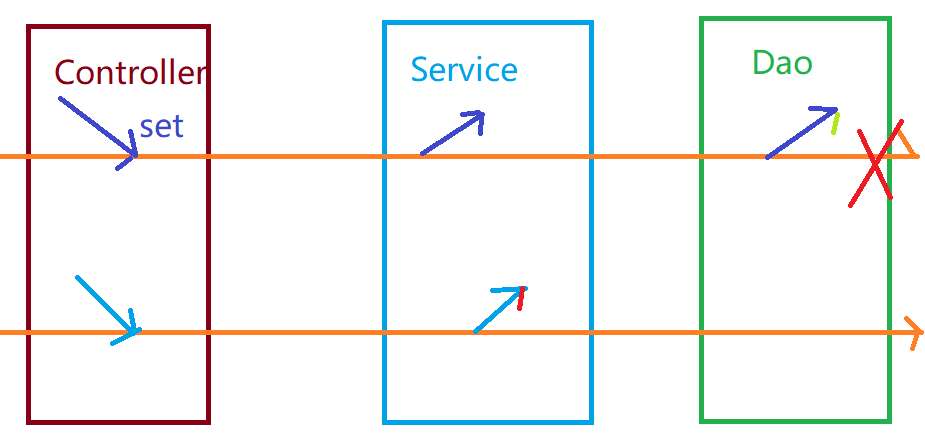 Controller
Service
Dao
set